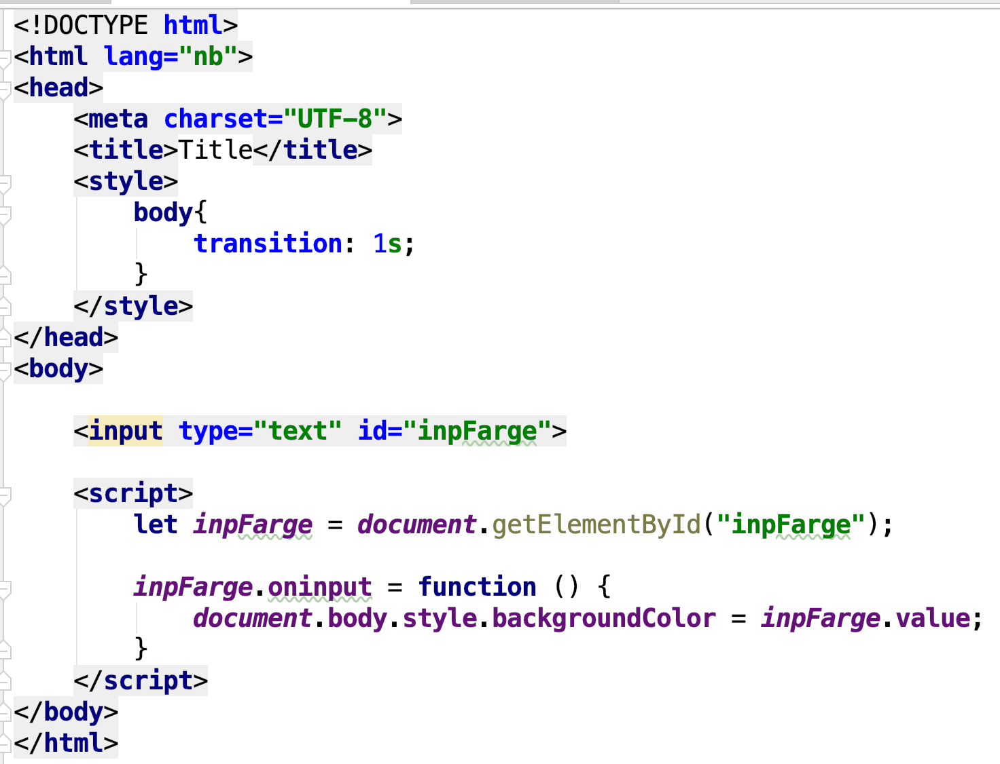 <!DOCTYPE html>
<html lang="nb">
<head>
    <meta charset="UTF-8">
    <title>Title</title>
    <style>
        body{
            transition: 1s;
        }
    </style>
</head>
<body>

    <input type="text" id="inpFarge">

    <script>
        let inpFarge = document.getElementById("inpFarge");

        inpFarge.oninput = function () {
            document.body.style.backgroundColor = inpFarge.value;
        }
    </script>
</body>
</html>